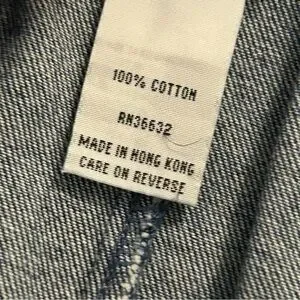 100% COTTON
RN36632
MADE IN HONG KONG
CARE ON REVERSE